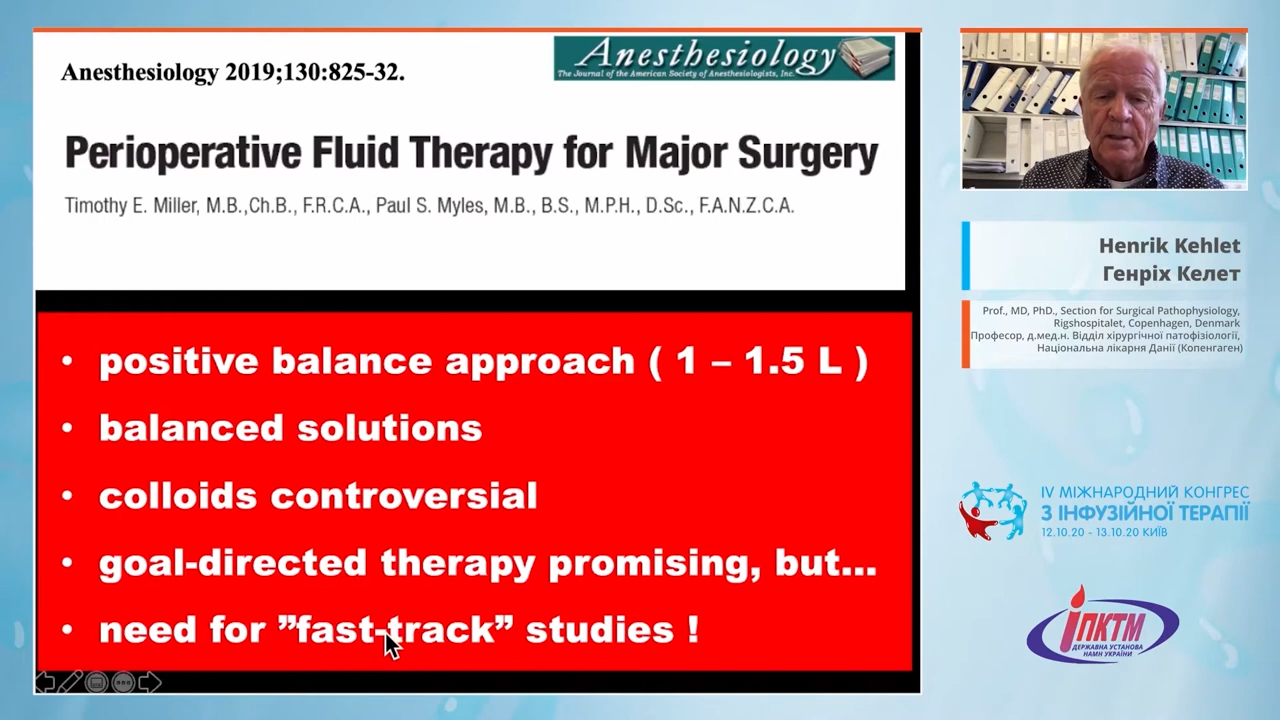 Anesthesiology 2019;130:825-32.
Anesthesiology
The Journal of the American Society of Anesthesiologists, Inc.
Perioperative Fluid Therapy for Major Surgery
Timothy E. Miller, M.B.,Ch.B., F.R.C.A., Paul S. Myles, M.B., B.S., M.P.H., D.Sc., F.A.N.Z.C.A.
• positive balance approach ( 1 – 1.5 L )
• balanced solutions
• colloids controversial
• goal-directed therapy promising, but...
• need for ”fast-track” studies !
Henrik Kehlet
Генріх Келет
Prof., MD, PhD., Section for Surgical Pathophysiology,
Rigshospitalet, Copenhagen, Denmark
Професор, д.мед.н. Відділ хірургічної патофізіології,
Національна лікарня Данії (Копенгаген)
IV МІЖНАРОДНИЙ КОНГРЕС
З ІНФУЗІЙНОЇ ТЕРАПІЇ
12.10.20 - 13.10.20 КИЇВ
ІПКТМ
ДЕРЖАВНА УСТАНОВА
НАМН УКРАЇНИ